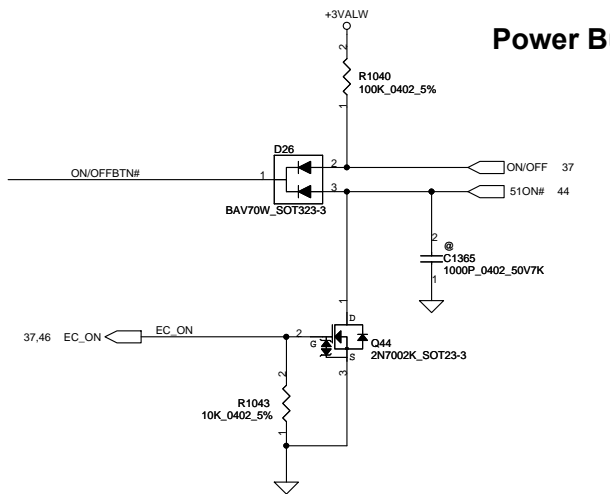 +3VALW
Power B
2
R1040
100K_0402_5%
1
D26
ON/OFFBTN#
1
2
ON/OFF 37
3
51ON# 44
BAV70W_SOT323-3
2
@
C1365
1000P_0402_50V7K
1
1
D
37,46 EC_ON
EC_ON
2
G
Q44
2N7002K_SOT23-3
S
3
2
R1043
10K_0402_5%
1